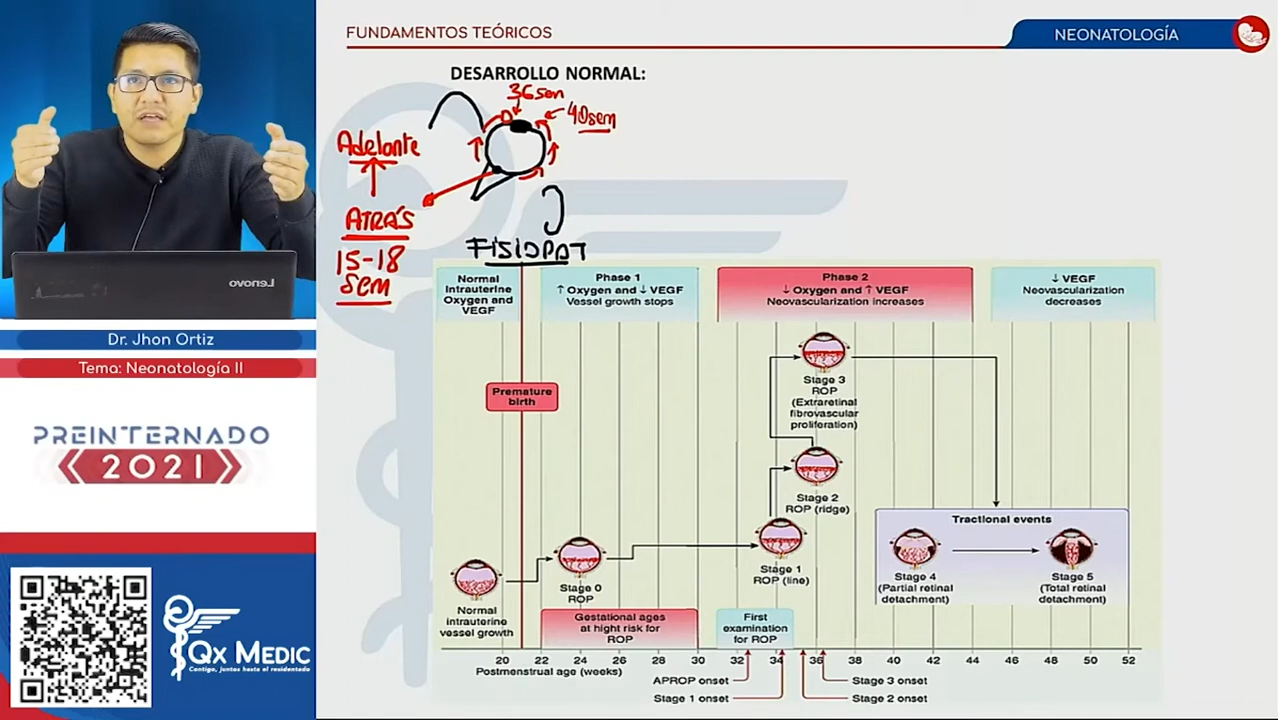 FUNDAMENTOS TEÓRICOS
NEONATOLOGÍA
DESARROLLO NORMAL:
36sem
40sem
Adelante
ATRÁS
15-18
SEM
FISIOPAT
Lenovo
Dr. Jhon Ortiz
Tema: Neonatología II
PREINTERNADO
2021
QX MEDIC
Contigo, juntos hasta el residentado
Normal
Intrauterine
Oxygen and
VEGF
Phase 1
↑ Oxygen and ↓ VEGF
Vessel growth stops
Phase 2
↓ Oxygen and ↑ VEGF
Neovascularization increases
↓ VEGF
Neovascularization
decreases
Premature
birth
Stage 3
ROP
(Extraretinal
fibrovascular
proliferation)
Stage 2
ROP (ridge)
Stage 1
ROP (line)
Stage 0
ROP
Normal
intrauterine
vessel growth
Tractional events
Stage 4
(Partial retinal
detachment)
Stage 5
(Total retinal
detachment)
Gestational ages
at hight risk for
ROP
First
examination
for ROP
20 22 24 26 28 30 32 34 36 38 40 42 44 46 48 50 52
Postmenstrual age (weeks)
APROP onset
Stage 1 onset
Stage 3 onset
Stage 2 onset